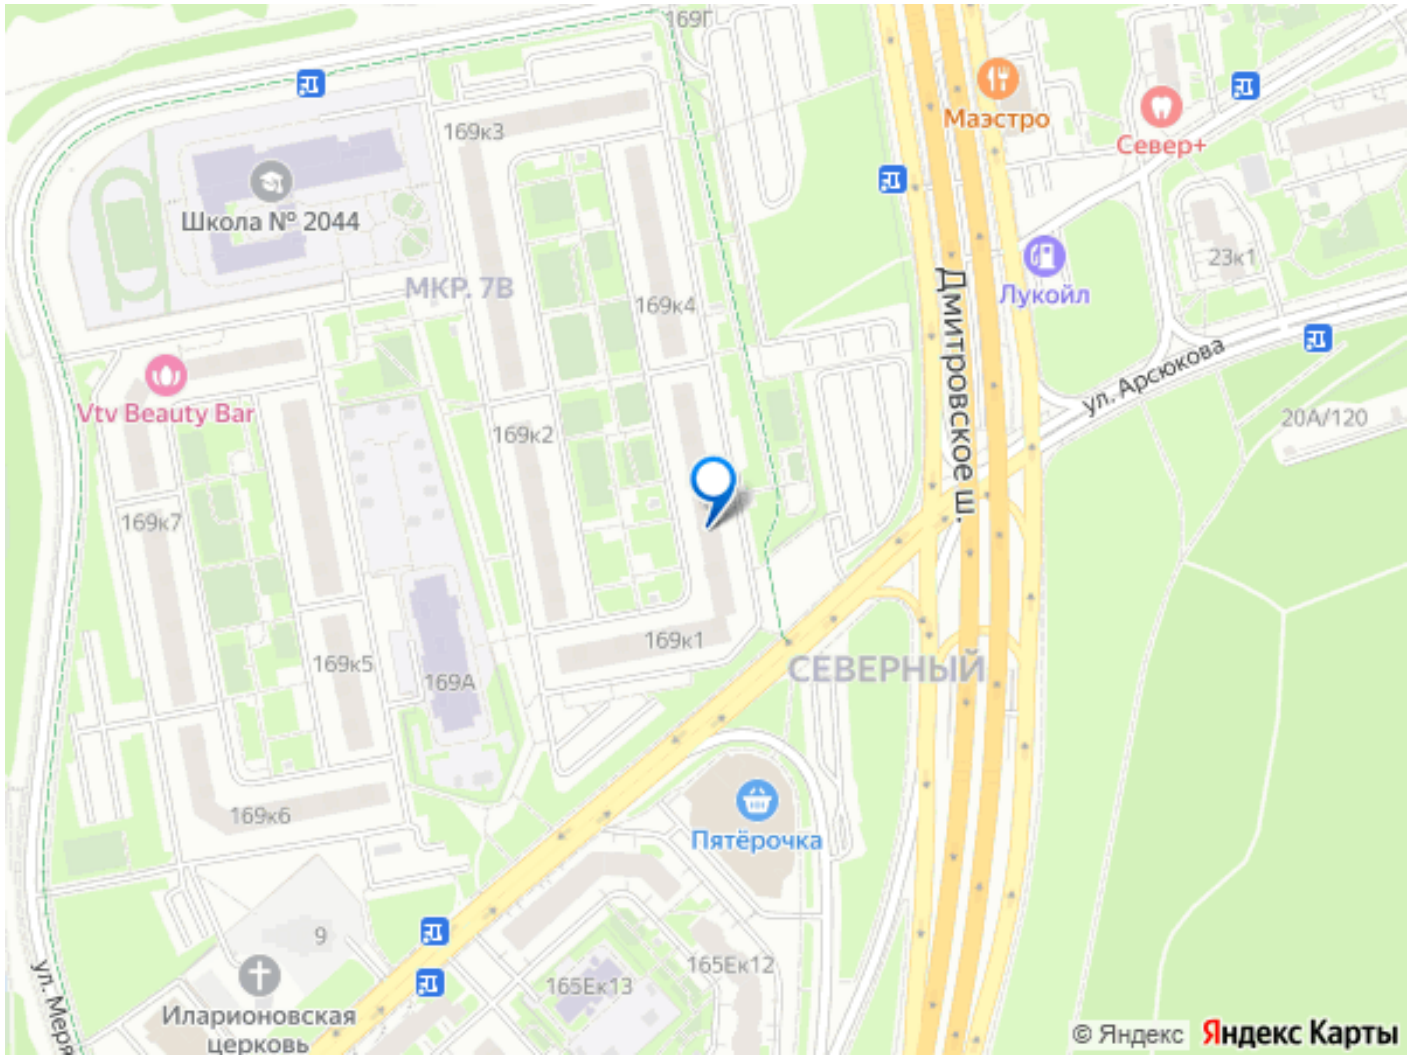 169Г
169к3
Маэстро
Север+
Школа № 2044
23к1
МКР. 7В
169к4
Лукойл
Дмитровское ш.
ул. Арсюкова
Vtv Beauty Bar
20А/120
169к2
169к7
169к1
169к5
СЕВЕРНЫЙ
169А
169к6
Пятёрочка
9
165Ек12
165Ек13
ул. Меря
Иларионовская
церковь
© Яндекс Яндекс Карты